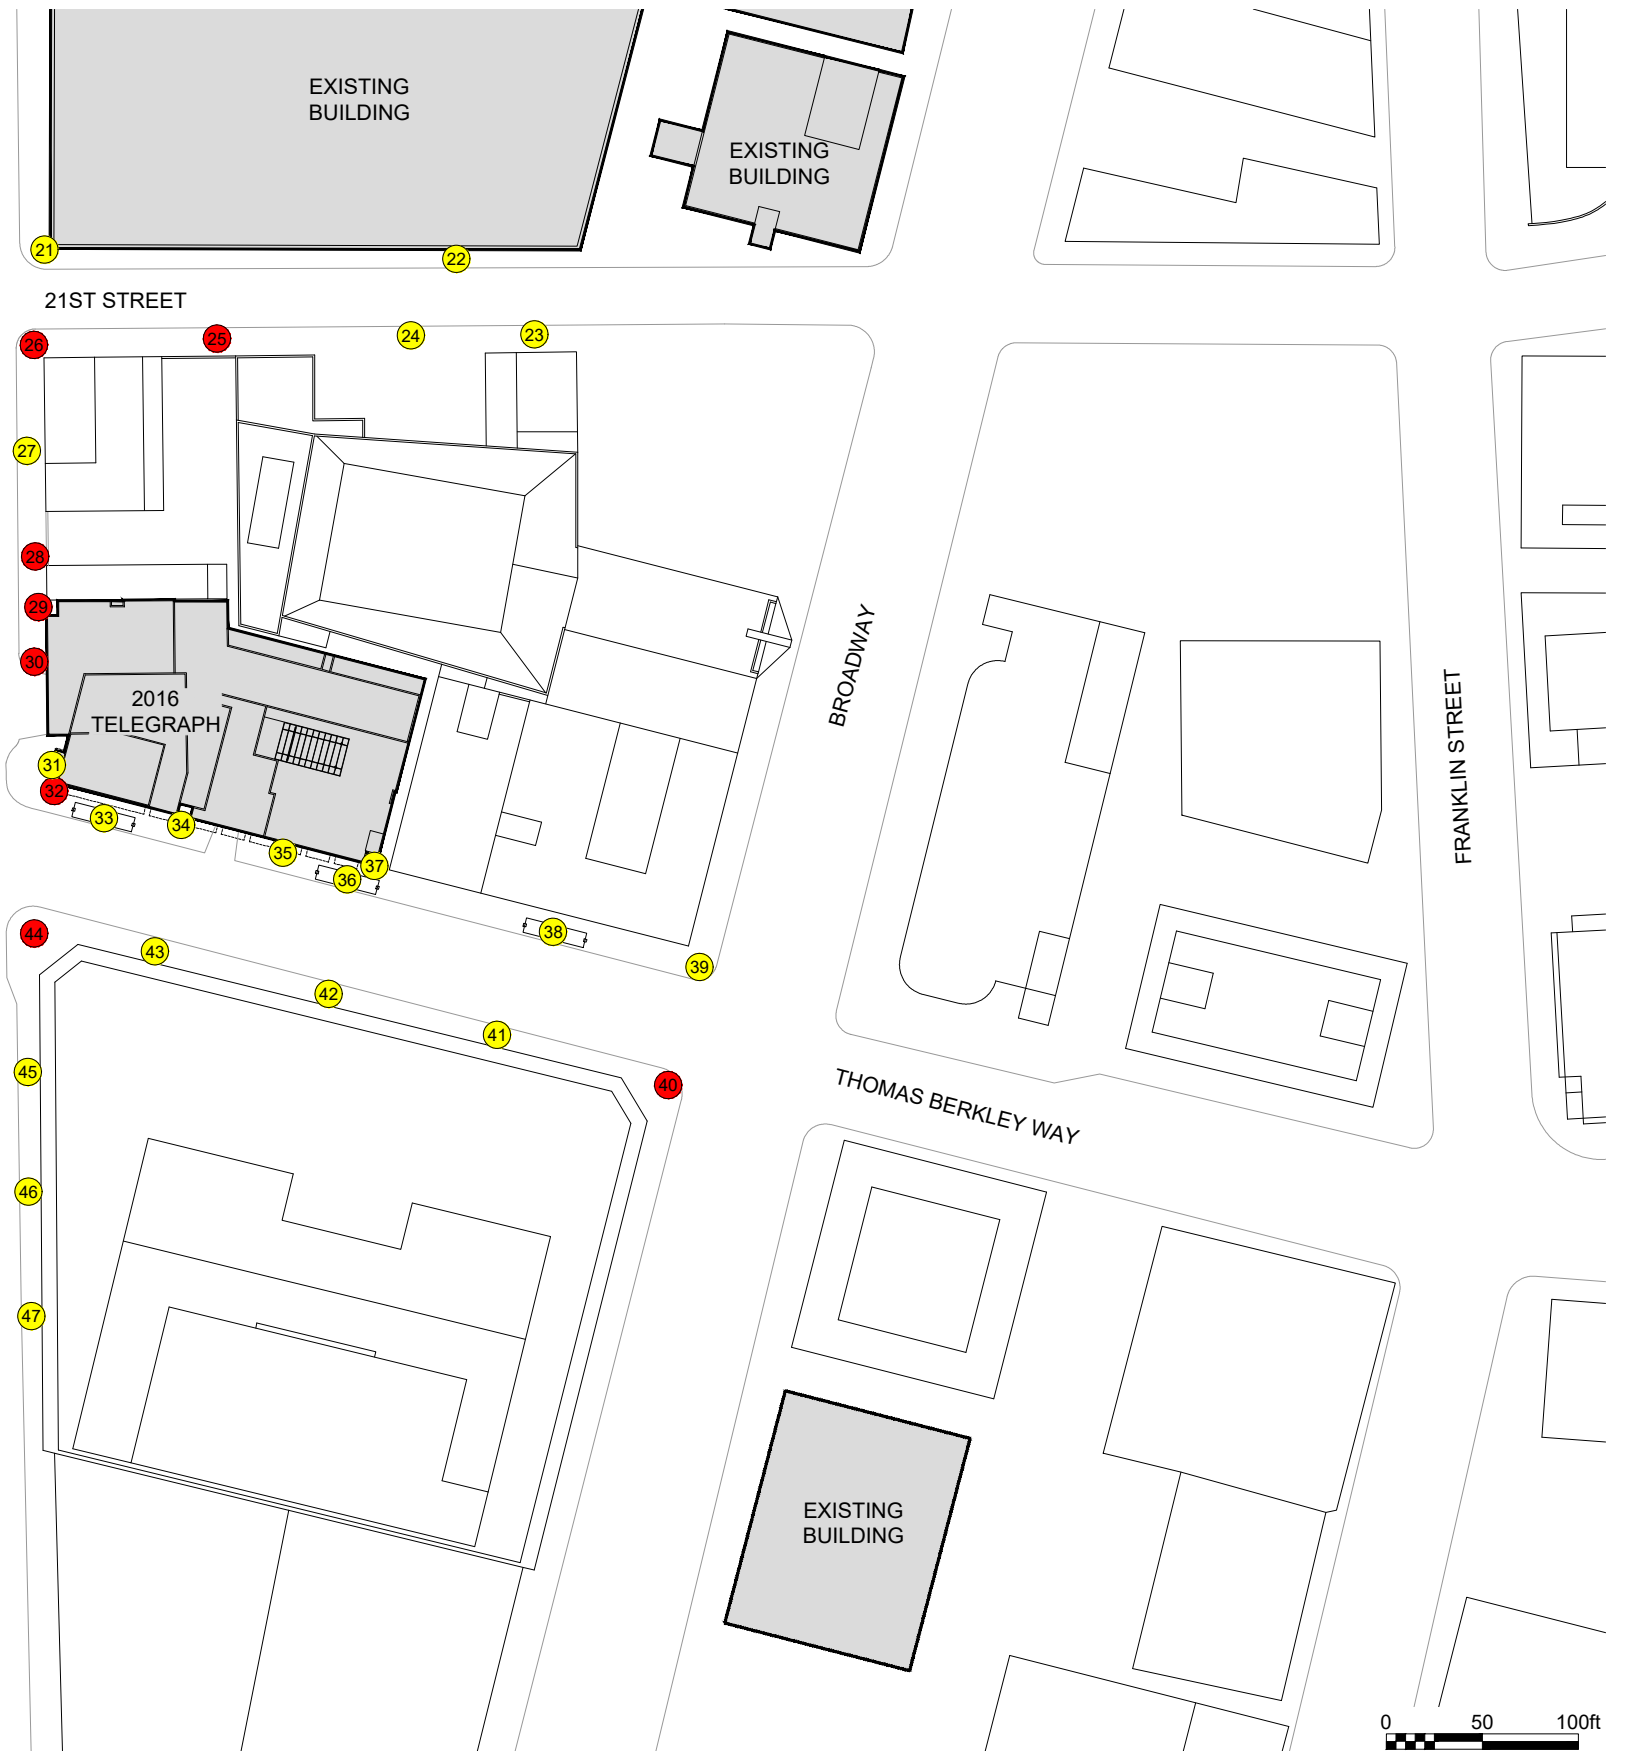 EXISTING
BUILDING
EXISTING
BUILDING
21
22
21ST STREET
26
25
24
23
27
28
29
30
2016
TELEGRAPH
BROADWAY
FRANKLIN STREET
31
32
33
34
35
36
37
38
39
44
43
42
41
40
45
THOMAS BERKLEY WAY
46
47
EXISTING
BUILDING
0 50 100ft